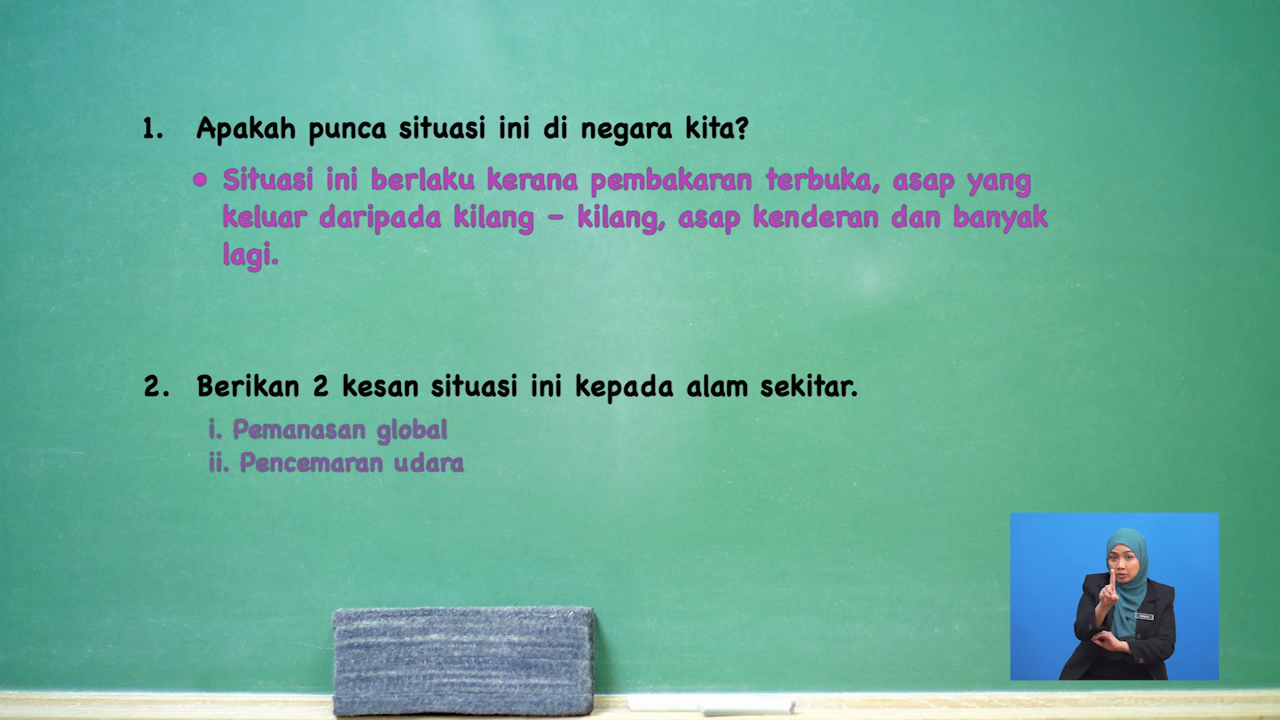 1. Apakah punca situasi ini di negara kita?
• Situasi ini berlaku kerana pembakaran terbuka, asap yang
keluar daripada kilang – kilang, asap kenderan dan banyak
lagi.
2. Berikan 2 kesan situasi ini kepada alam sekitar.
i. Pemanasan global
ii. Pencemaran udara